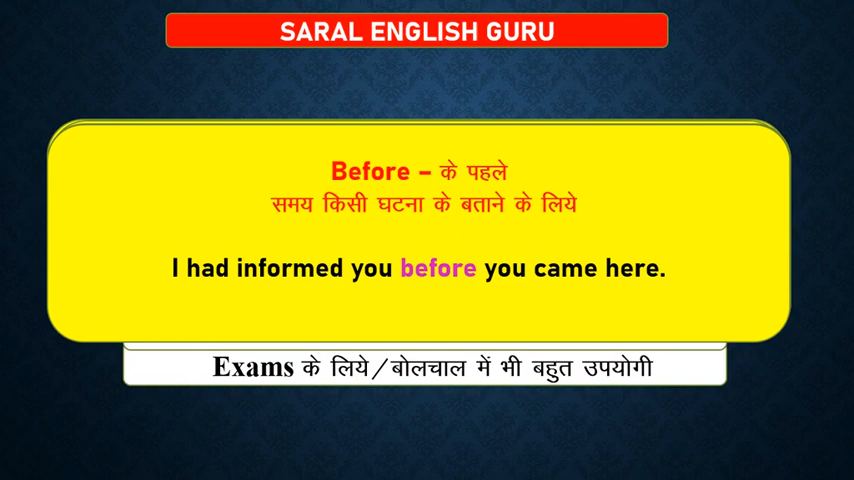 SARAL ENGLISH GURU
Before – के पहले
समय किसी घटना के बताने के लिये
I had informed you before you came here.
Exams के लिये/बोलचाल में भी बहुत उपयोगी